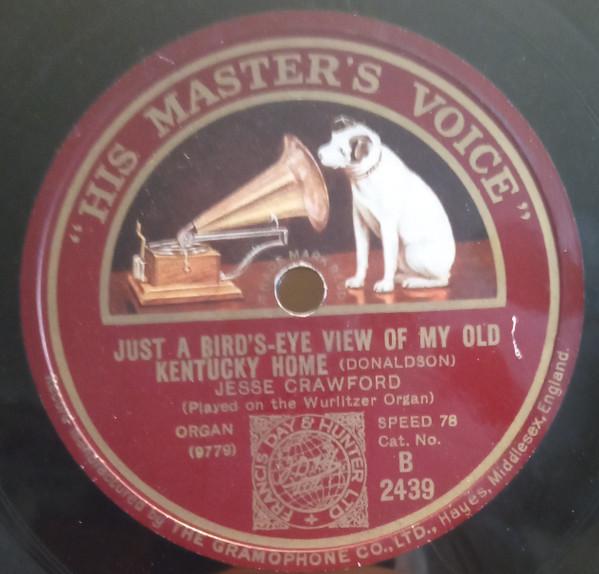 "HIS MASTER'S VOICE"
JUST A BIRD'S-EYE VIEW OF MY OLD
KENTUCKY HOME (DONALDSON)
JESSE CRAWFORD
(Played on the Wurlitzer Organ)
ORGAN
(9779)
FRANCIS DAY & HUNTER LTD
SPEED 78
Cat. No.
B
2439
by THE GRAMOPHONE CO., LTD., Hayes, Middlesex, England.